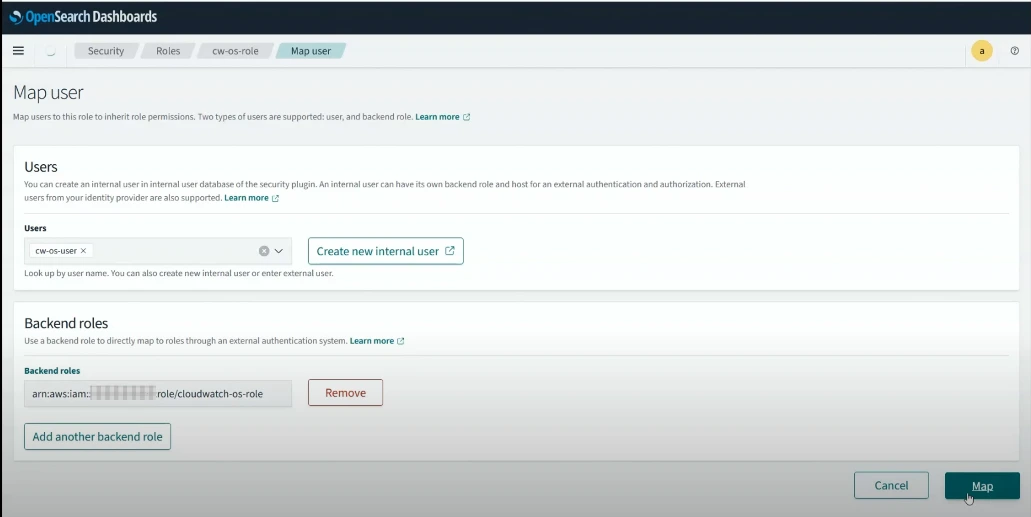 OpenSearch Dashboards
Security Roles cw-os-role Map user a
Map user
Map users to this role to inherit role permissions. Two types of users are supported: user, and backend role. Learn more
Users
You can create an internal user in internal user database of the security plugin. An internal user can have its own backend role and host for an external authentication and authorization. External
users from your identity provider are also supported. Learn more
Users
cw-os-user × Create new internal user
Look up by user name. You can also create new internal user or enter external user.
Backend roles
Use a backend role to directly map to roles through an external authentication system. Learn more
Backend roles
arn:aws:iam:: role/cloudwatch-os-role Remove
Add another backend role
Cancel Map